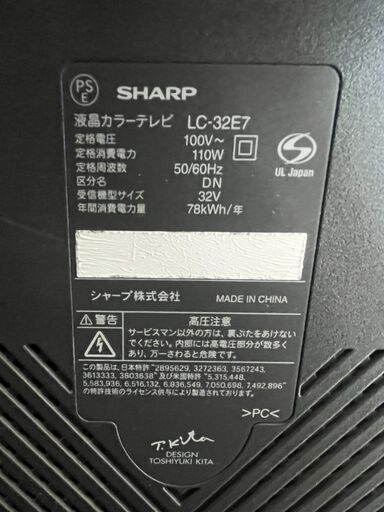 PS
E
SHARP
液晶カラーテレビ LC-32E7
定格電圧 100V～
定格消費電力 110W
定格周波数 50/60Hz
区分名 DN
受信機型サイズ 32V
年間消費電力量 78kWh/年
S
UL Japan
シャープ株式会社 MADE IN CHINA
⚠警告 高圧注意
サービスマン以外の方は、裏ぶたをあけない
でください。内部には高電圧部分が数多く
あり、万一さわると危険です。
この製品は、日本特許 "2895629, 3272363, 3567243,
3613333, 3803638" 及び米国特許 "5,315,448,
5,583,936, 6,516,132, 6,836,549, 7,050,698, 7,492,896"
の特許技術のライセンス供与により製造されています。
>PC<
T. Kita
DESIGN
TOSHIYUKI KITA